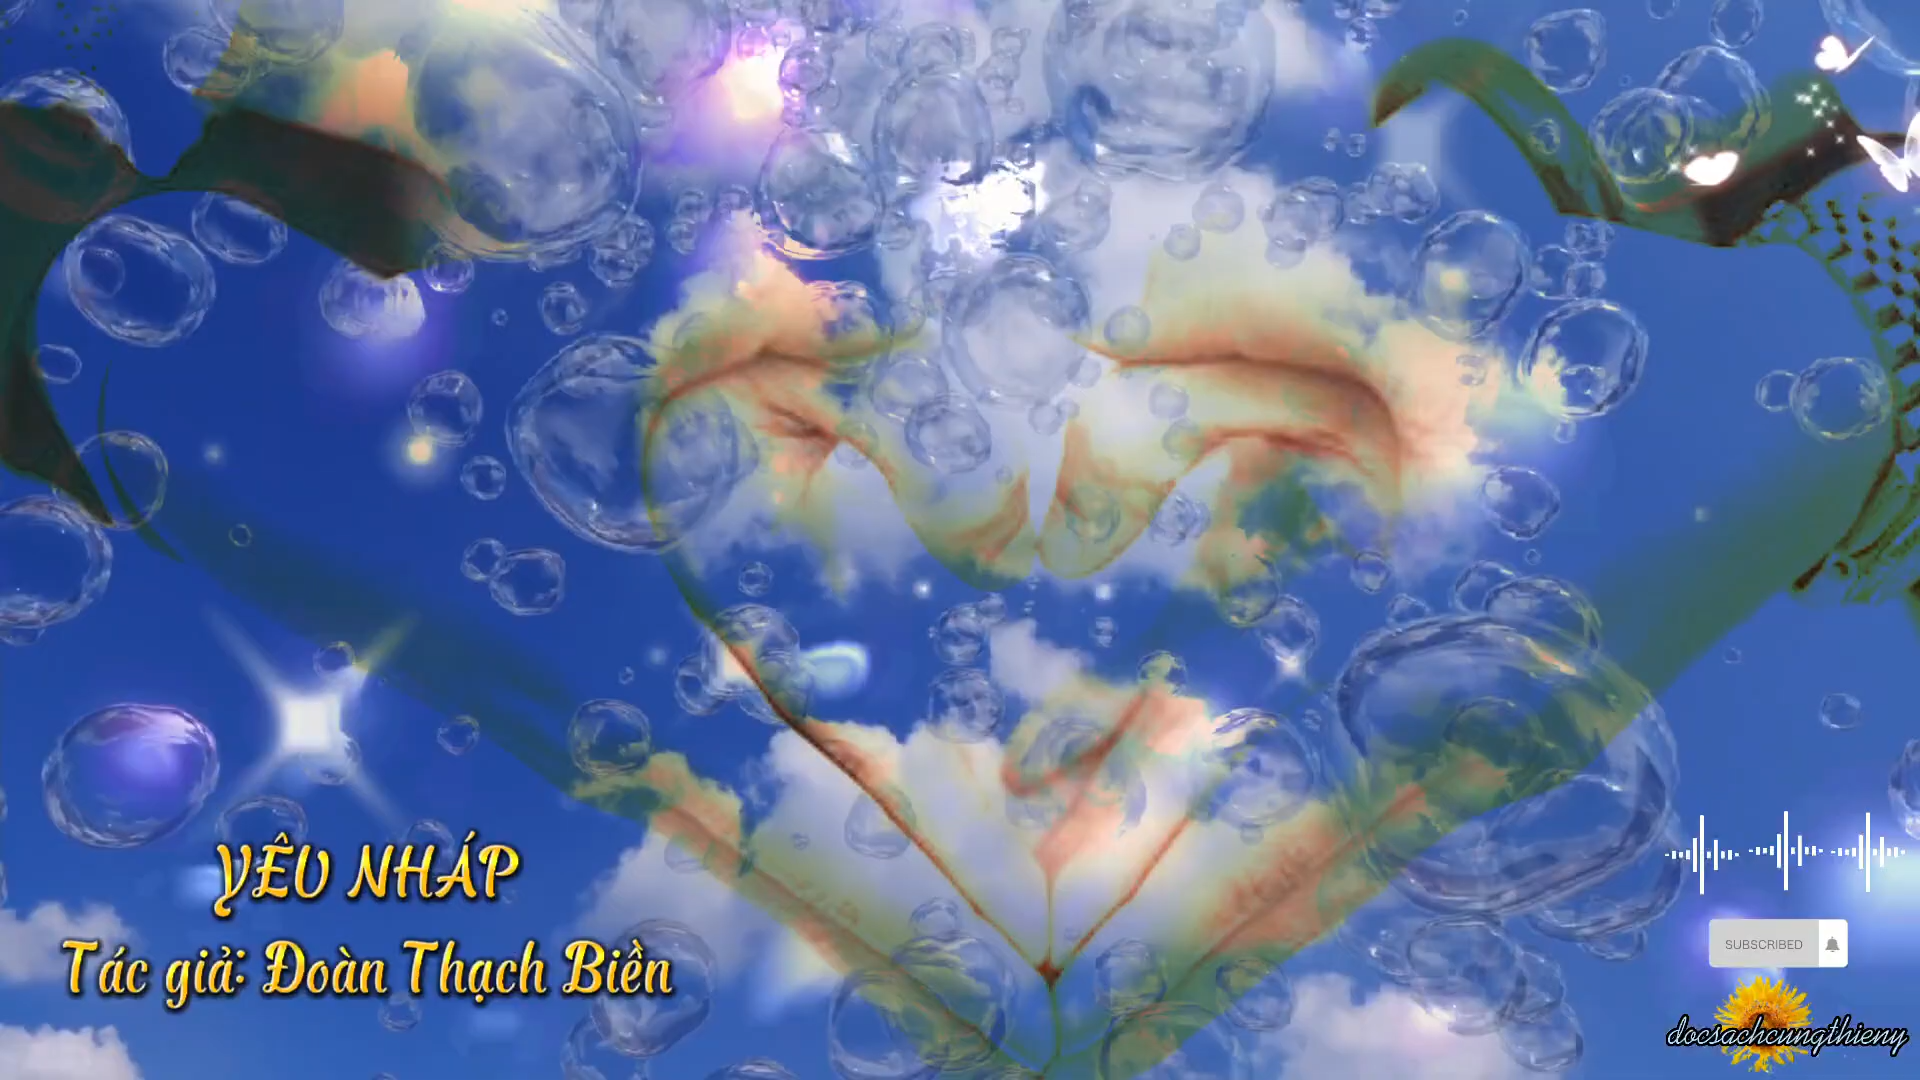 YÊU NHÁP
Tác giả: Đoàn Thạch Biền
SUBSCRIBED
docsachcungthieny